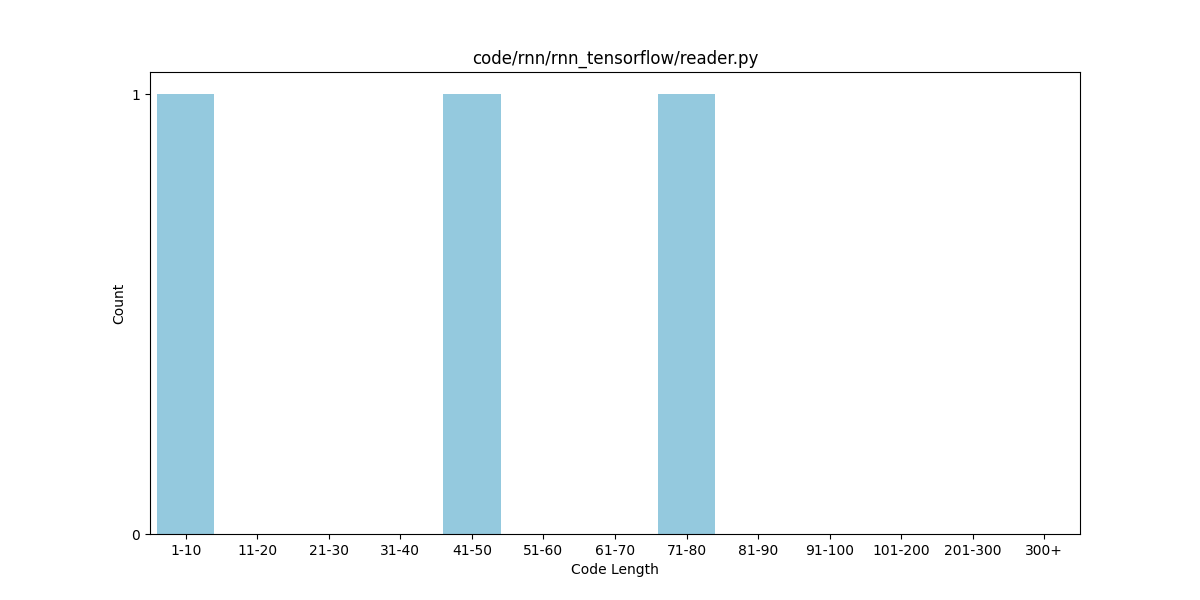 code/rnn/rnn_tensorflow/reader.py
Count
1
0
1-10 11-20 21-30 31-40 41-50 51-60 61-70 71-80 81-90 91-100 101-200 201-300 300+
Code Length